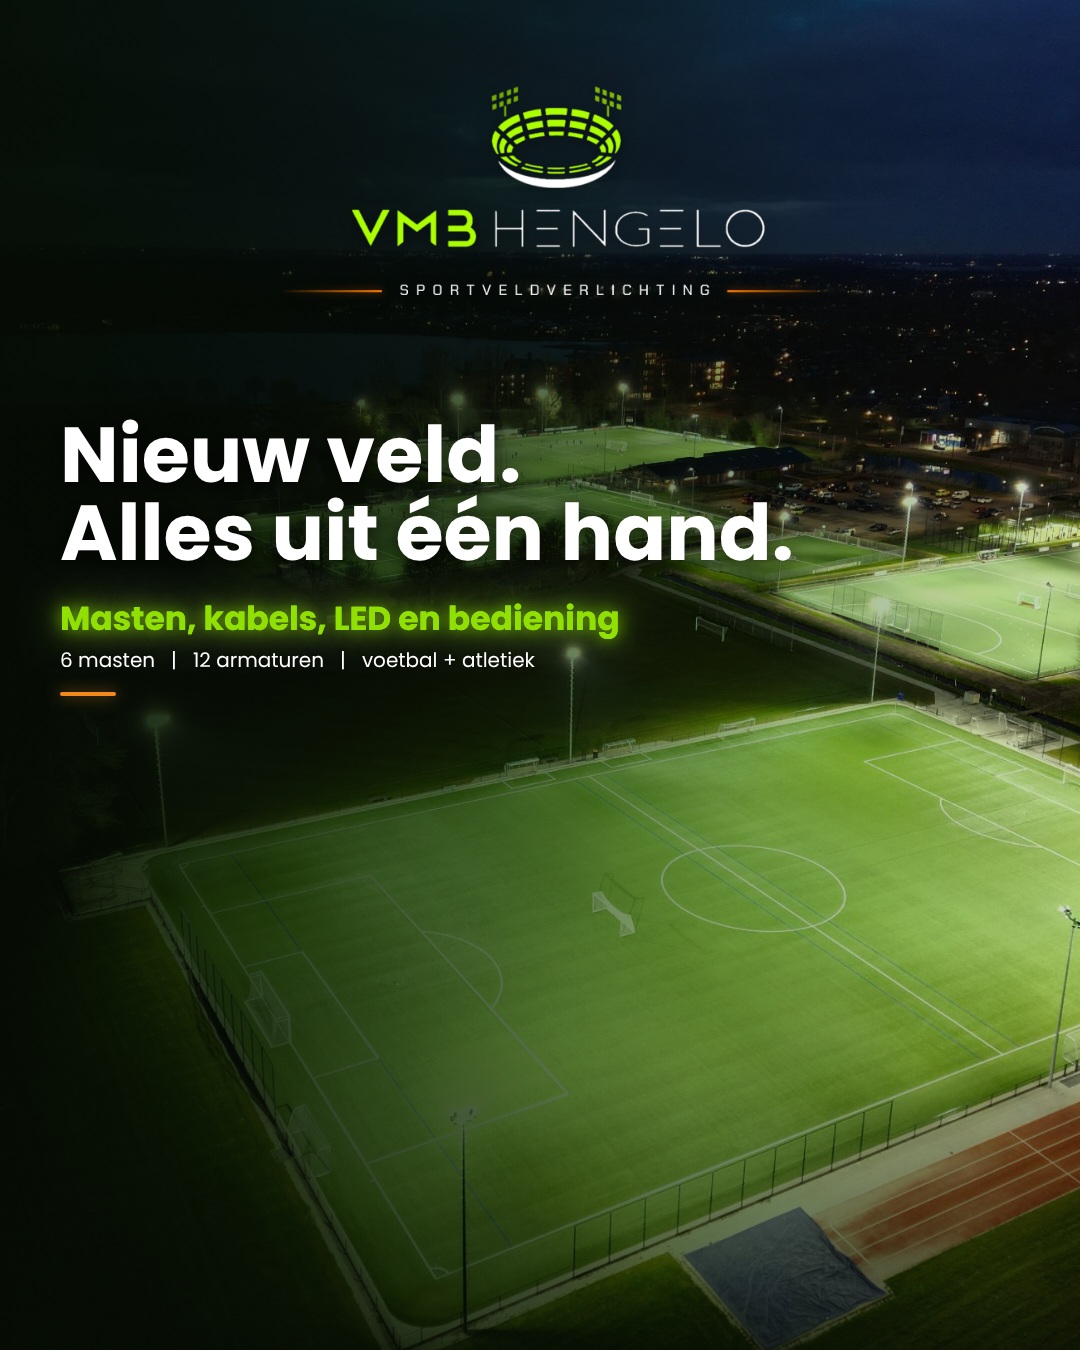 VMB HENGELO
SPORTVELDVERLICHTING
Nieuw veld.
Alles uit één hand.
Masten, kabels, LED en bediening
6 masten | 12 armaturen | voetbal + atletiek